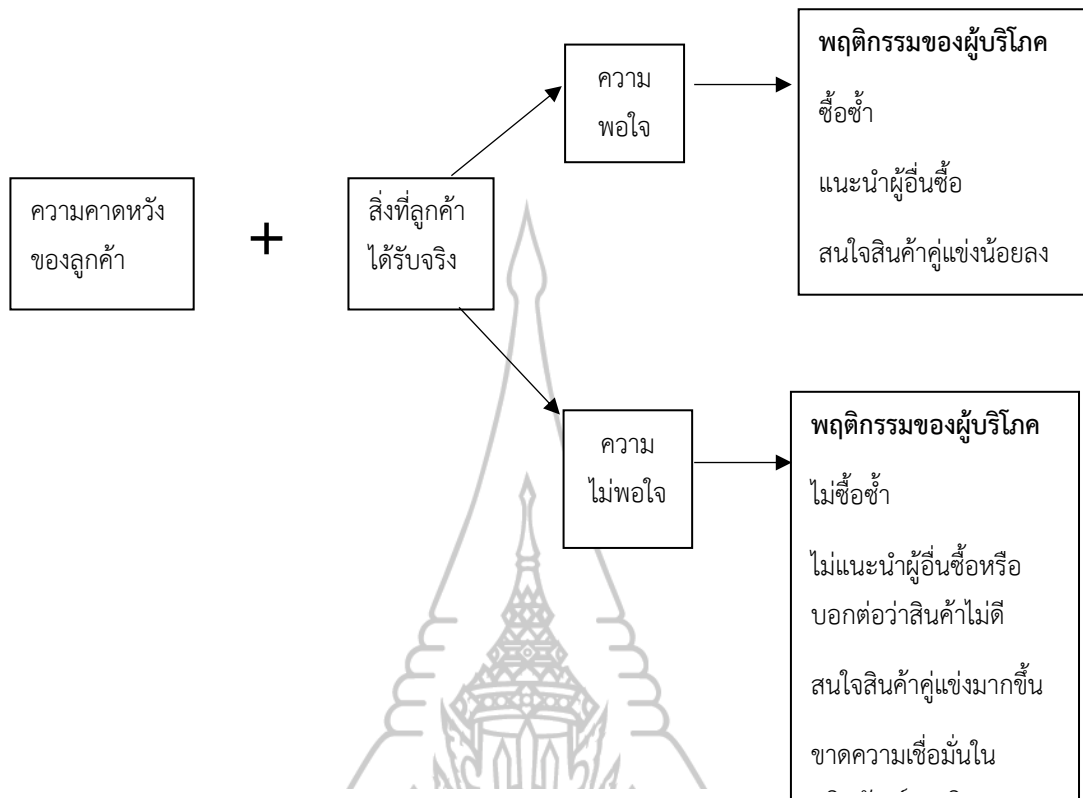 ความคาดหวัง
ของลูกค้า
+
สิ่งที่ลูกค้า
ได้รับจริง
ความ
พอใจ
พฤติกรรมของผู้บริโภค
ซื้อซ้ำ
แนะนำผู้อื่นซื้อ
สนใจสินค้าคู่แข่งน้อยลง
ความ
ไม่พอใจ
พฤติกรรมของผู้บริโภค
ไม่ซื้อซ้ำ
ไม่แนะนำผู้อื่นซื้อหรือ
บอกต่อว่าสินค้าไม่ดี
สนใจสินค้าคู่แข่งมากขึ้น
ขาดความเชื่อมั่นใน